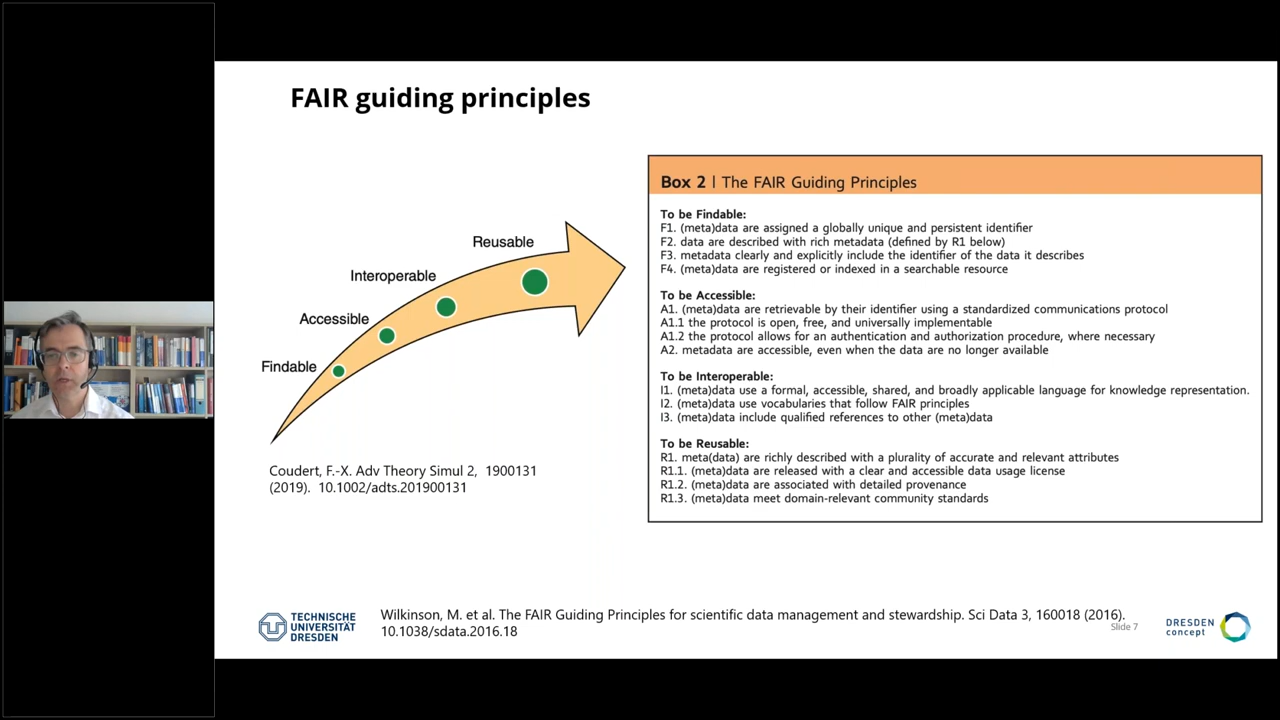 FAIR guiding principles
Reusable
Interoperable
Accessible
Findable
Coudert, F.-X. Adv Theory Simul 2, 1900131
(2019). 10.1002/adts.201900131
Box 2 | The FAIR Guiding Principles
To be Findable:
F1. (meta)data are assigned a globally unique and persistent identifier
F2. data are described with rich metadata (defined by R1 below)
F3. metadata clearly and explicitly include the identifier of the data it describes
F4. (meta)data are registered or indexed in a searchable resource
To be Accessible:
A1. (meta)data are retrievable by their identifier using a standardized communications protocol
A1.1 the protocol is open, free, and universally implementable
A1.2 the protocol allows for an authentication and authorization procedure, where necessary
A2. metadata are accessible, even when the data are no longer available
To be Interoperable:
I1. (meta)data use a formal, accessible, shared, and broadly applicable language for knowledge representation.
I2. (meta)data use vocabularies that follow FAIR principles
I3. (meta)data include qualified references to other (meta)data
To be Reusable:
R1. meta(data) are richly described with a plurality of accurate and relevant attributes
R1.1. (meta)data are released with a clear and accessible data usage license
R1.2. (meta)data are associated with detailed provenance
R1.3. (meta)data meet domain-relevant community standards
TECHNISCHE
UNIVERSITÄT
DRESDEN
Wilkinson, M. et al. The FAIR Guiding Principles for scientific data management and stewardship. Sci Data 3, 160018 (2016).
10.1038/sdata.2016.18
Slide 7
DRESDEN
concept